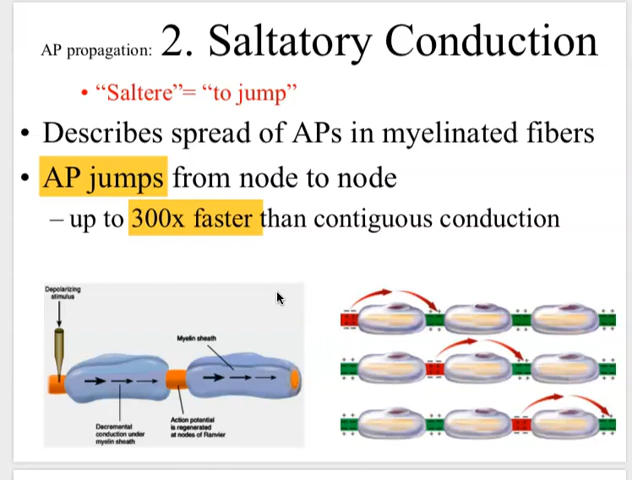 AP propagation: 2. Saltatory Conduction
• “Saltere”= “to jump”
• Describes spread of APs in myelinated fibers
• AP jumps from node to node
– up to 300x faster than contiguous conduction
Depolarizing
stimulus
Myelin sheath
Decremental
conduction under
myelin sheath
Action potential
is regenerated
at nodes of Ranvier